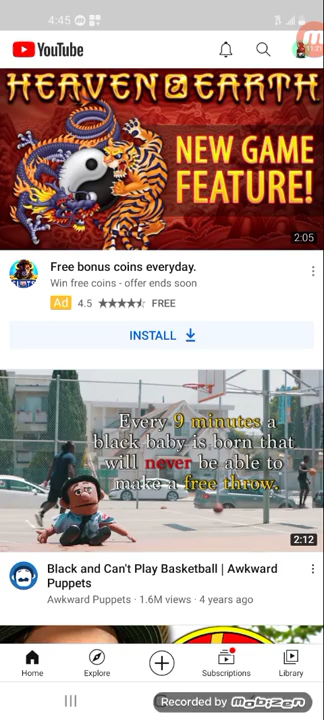 4:45
11:21
YouTube
HEAVEN & EARTH
NEW GAME
FEATURE!
2:05
Free bonus coins everyday.
Win free coins - offer ends soon
Ad 4.5 ★★★★⯪ FREE
INSTALL
Every 9 minutes a
black baby is born that
will never be able to
make a free throw.
2:12
Black and Can't Play Basketball | Awkward
Puppets
Awkward Puppets · 1.6M views · 4 years ago
Home
Explore
Subscriptions
Library
Recorded by mobizen